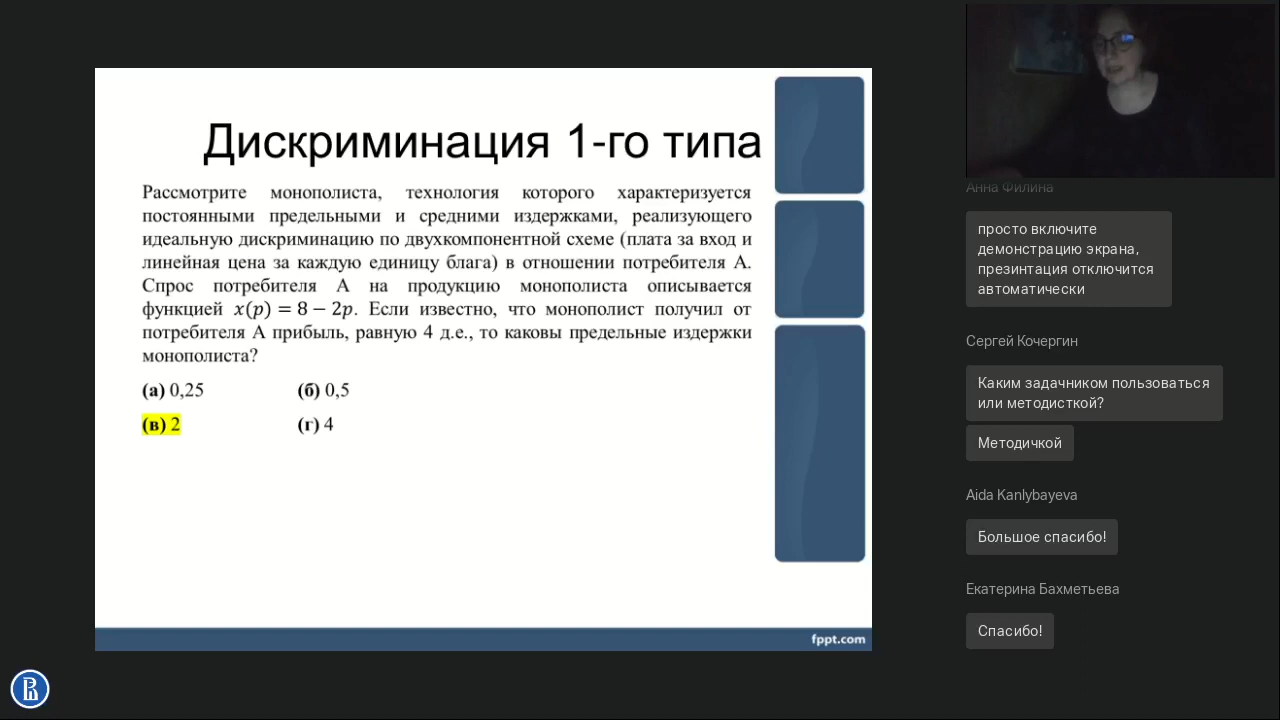 Дискриминация 1-го типа
Рассмотрите монополиста, технология которого характеризуется
постоянными предельными и средними издержками, реализующего
идеальную дискриминацию по двухкомпонентной схеме (плата за вход и
линейная цена за каждую единицу блага) в отношении потребителя А.
Спрос потребителя А на продукцию монополиста описывается
функцией x(p) = 8 − 2p. Если известно, что монополист получил от
потребителя А прибыль, равную 4 д.е., то каковы предельные издержки
монополиста?
(а) 0,25 (б) 0,5
(в) 2 (г) 4
fppt.com
Анна Филина
просто включите
демонстрацию экрана,
презинтация отключится
автоматически
Сергей Кочергин
Каким задачником пользоваться
или методисткой?
Методичкой
Aida Kanlybayeva
Большое спасибо!
Екатерина Бахметьева
Спасибо!